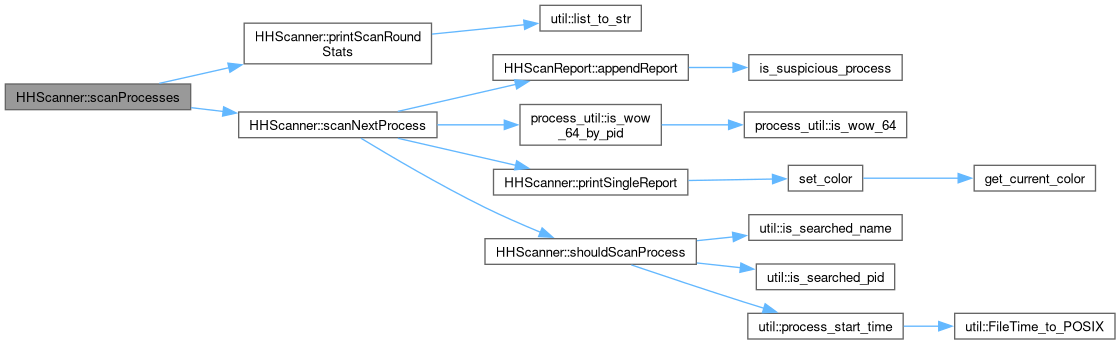 HHScanner::scanProcesses
HHScanner::printScanRound
Stats
util::list_to_str
HHScanner::scanNextProcess
HHScanReport::appendReport
is_suspicious_process
process_util::is_wow
_64_by_pid
process_util::is_wow_64
HHScanner::printSingleReport
set_color
get_current_color
HHScanner::shouldScanProcess
util::is_searched_name
util::is_searched_pid
util::process_start_time
util::FileTime_to_POSIX